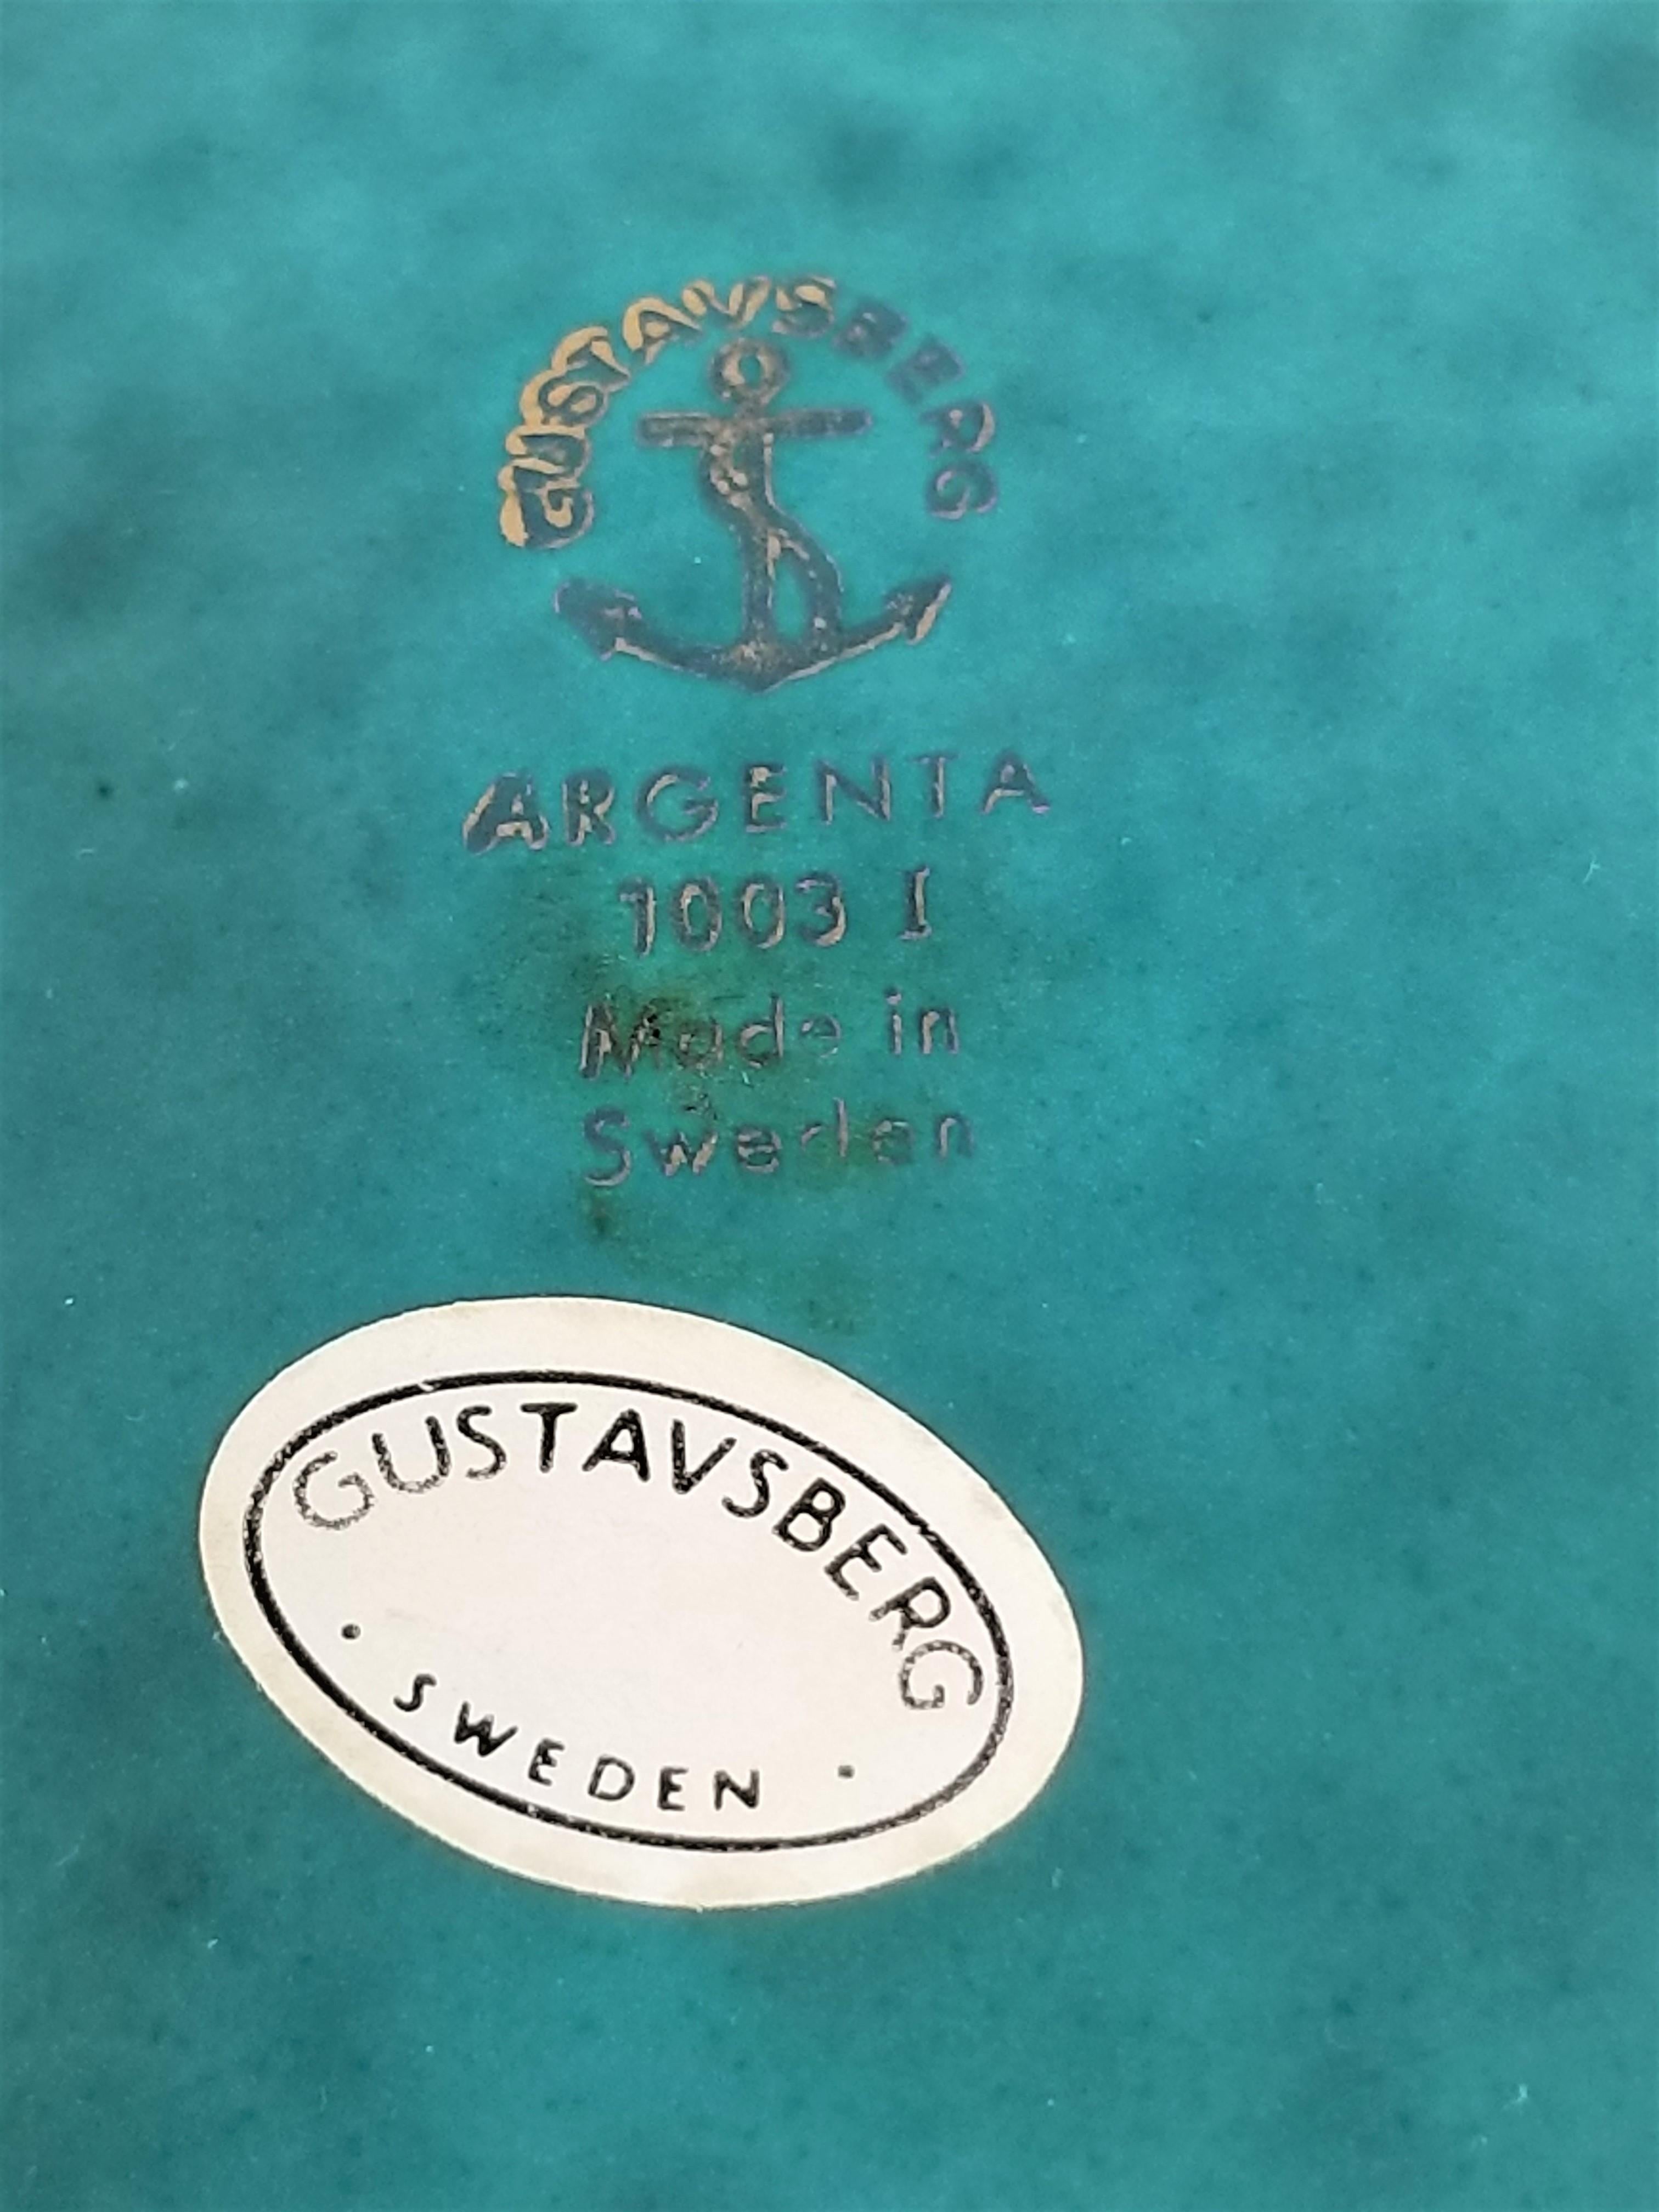 GUSTAVSBERG
ARGENTA
1003 I
Made in
Sweden
GUSTAVSBERG
· SWEDEN ·